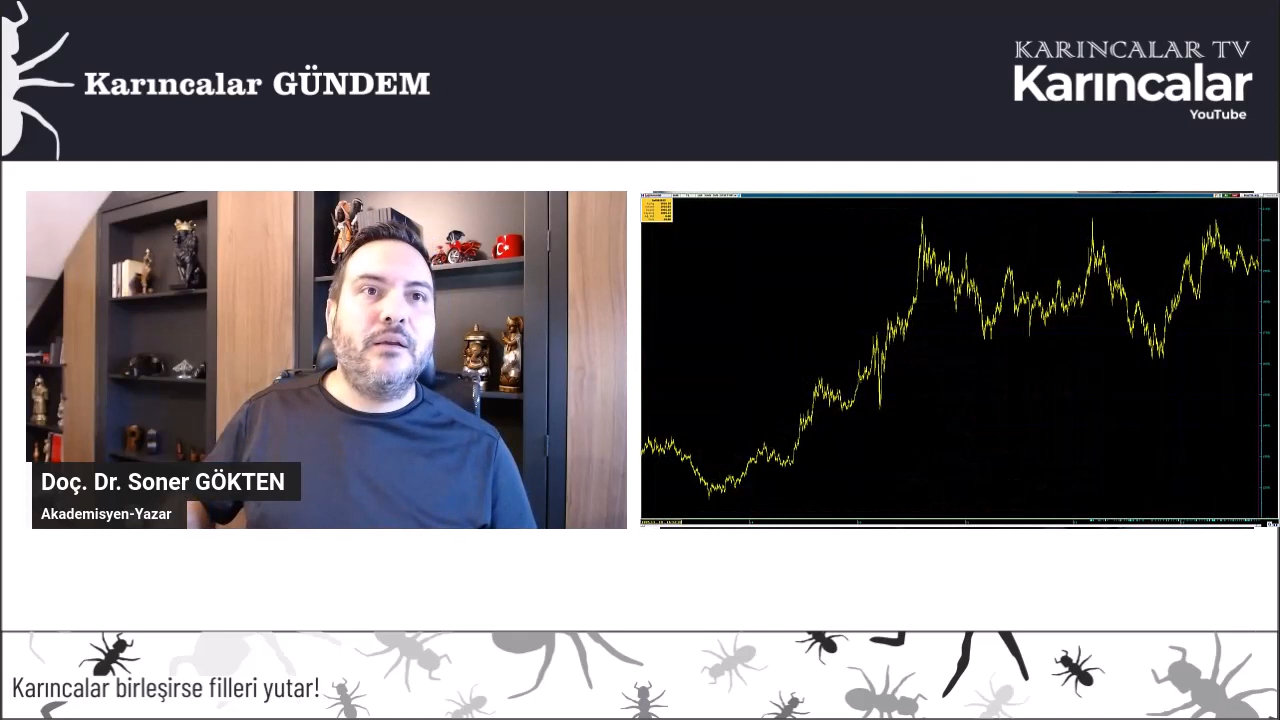 Karıncalar GÜNDEM
KARINCALAR TV
Karıncalar
YouTube
Doç. Dr. Soner GÖKTEN
Akademisyen-Yazar
Karıncalar birleşirse filleri yutar!